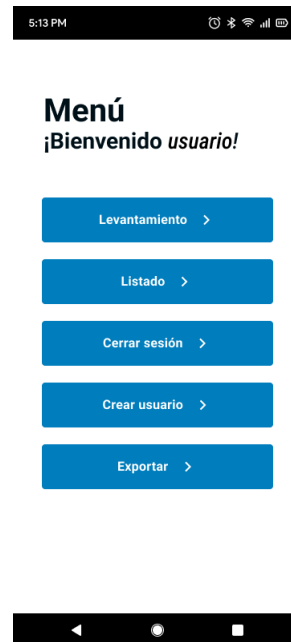 5:13 PM
Menú
¡Bienvenido usuario!
Levantamiento
Listado
Cerrar sesión
Crear usuario
Exportar